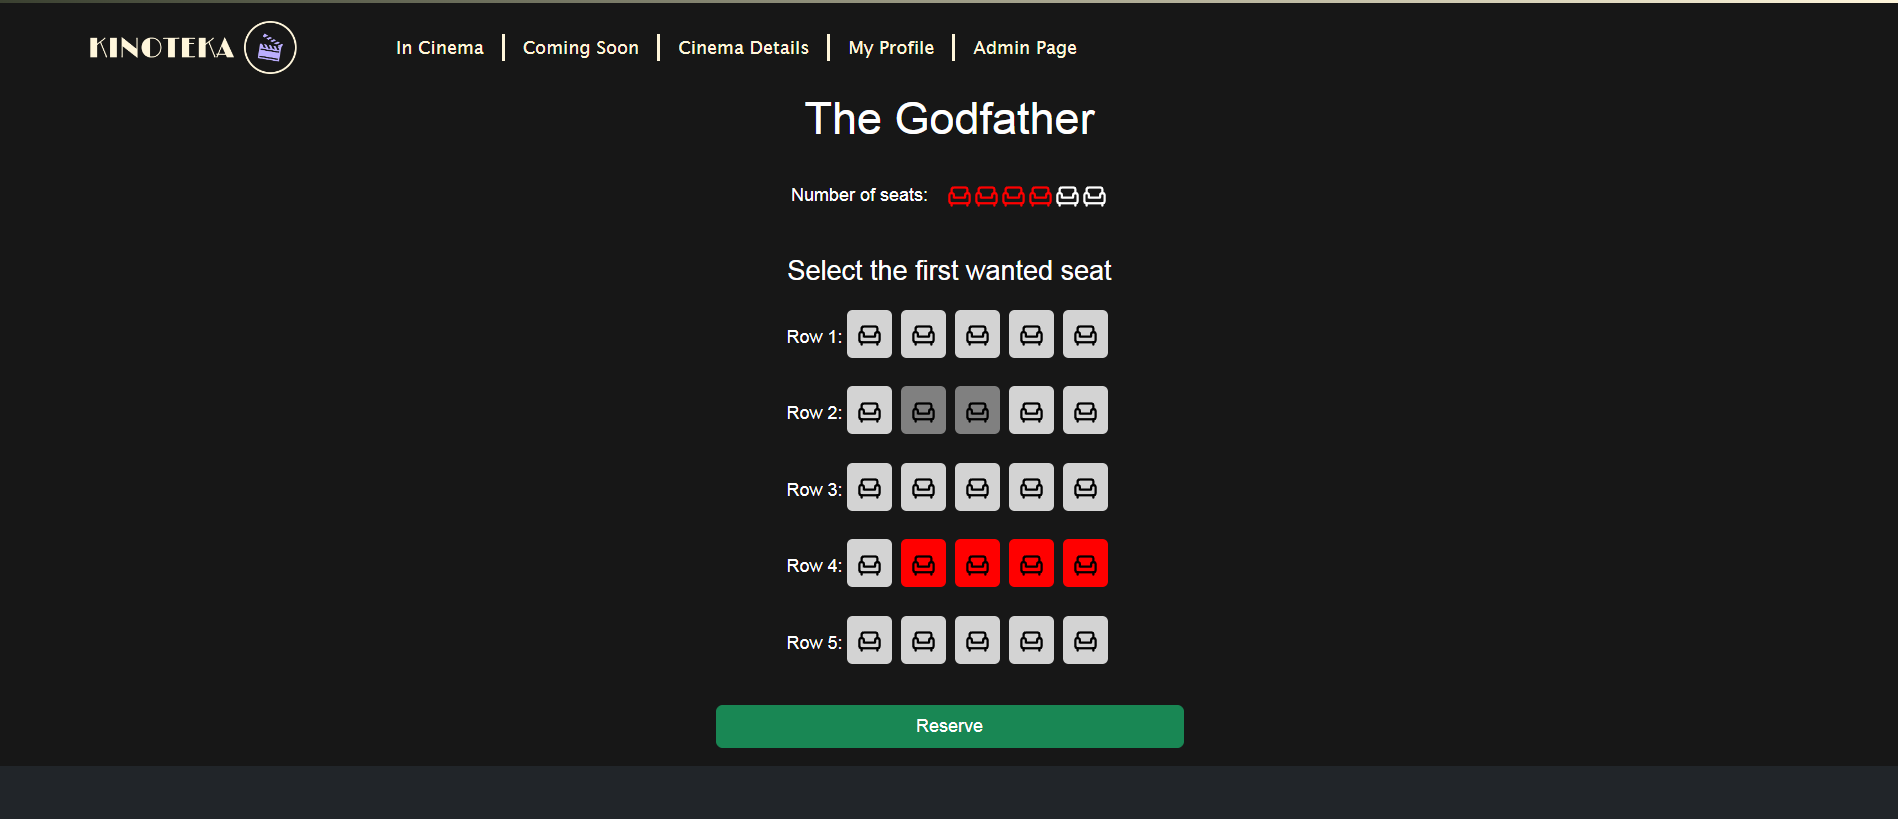 KINOTEKA
In Cinema
Coming Soon
Cinema Details
My Profile
Admin Page
The Godfather
Number of seats:
Select the first wanted seat
Row 1:
Row 2:
Row 3:
Row 4:
Row 5:
Reserve